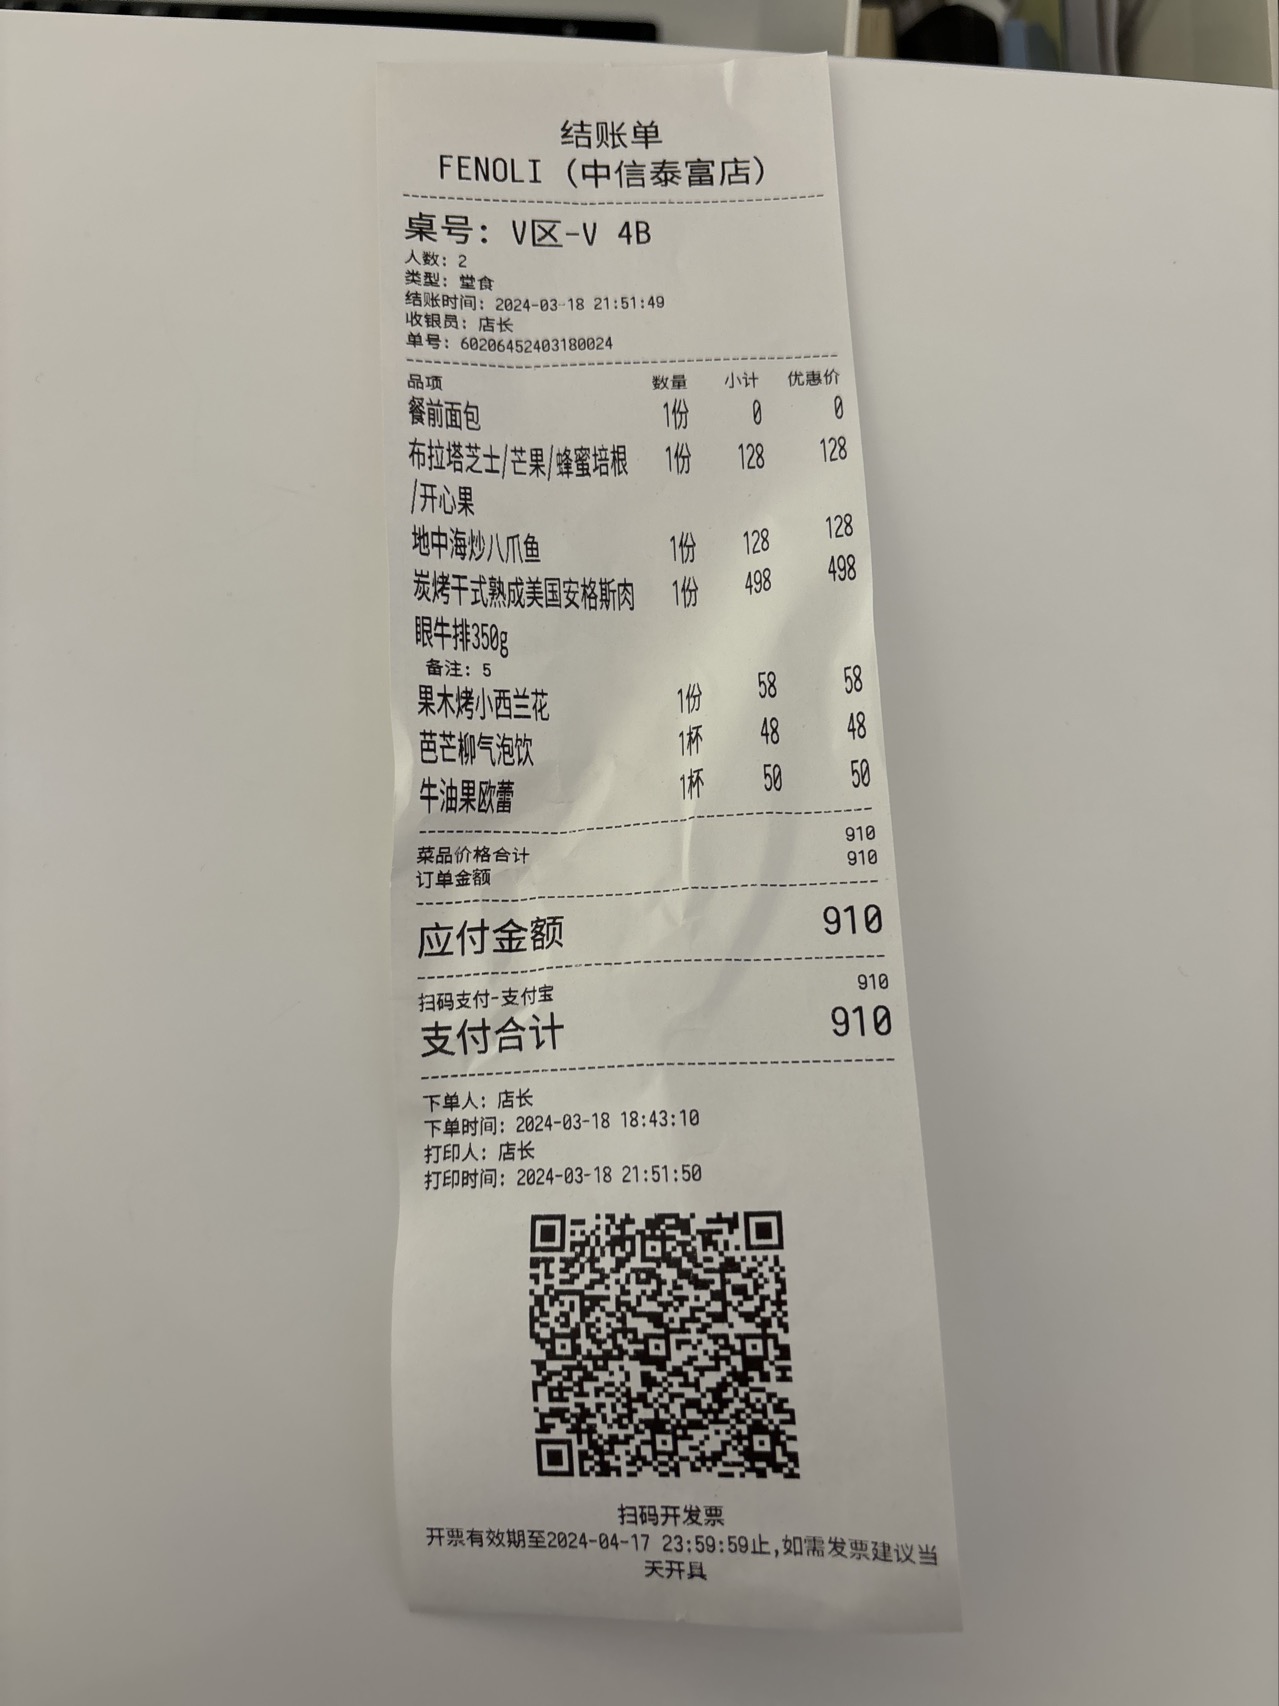 结账单
FENOLI（中信泰富店）
桌号：V区-V 4B
人数：2
类型：堂食
结账时间：2024-03-18 21:51:49
收银员：店长
单号：60206452403180024
品项 数量 小计 优惠价
餐前面包 1份 0 0
布拉塔芝士/芒果/蜂蜜培根 1份 128 128
/开心果
地中海炒八爪鱼 1份 128 128
炭烤干式熟成美国安格斯肉 1份 498 498
眼牛排350g
备注：5
果木烤小西兰花 1份 58 58
芭芒柳气泡饮 1杯 48 48
牛油果欧蕾 1杯 50 50
菜品价格合计 910
订单金额 910
应付金额 910
扫码支付-支付宝 910
支付合计 910
下单人：店长
下单时间：2024-03-18 18:43:10
打印人：店长
打印时间：2024-03-18 21:51:50
扫码开发票
开票有效期至2024-04-17 23:59:59止,如需发票建议当
天开具